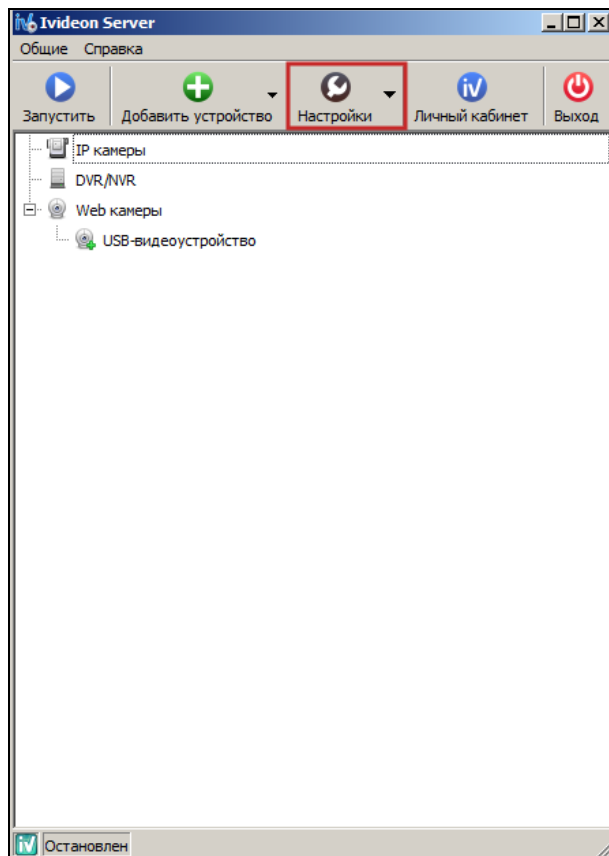 Ivideon Server
Общие Справка
Запустить Добавить устройство Настройки Личный кабинет Выход
IP камеры
DVR/NVR
Web камеры
USB-видеоустройство
Остановлен